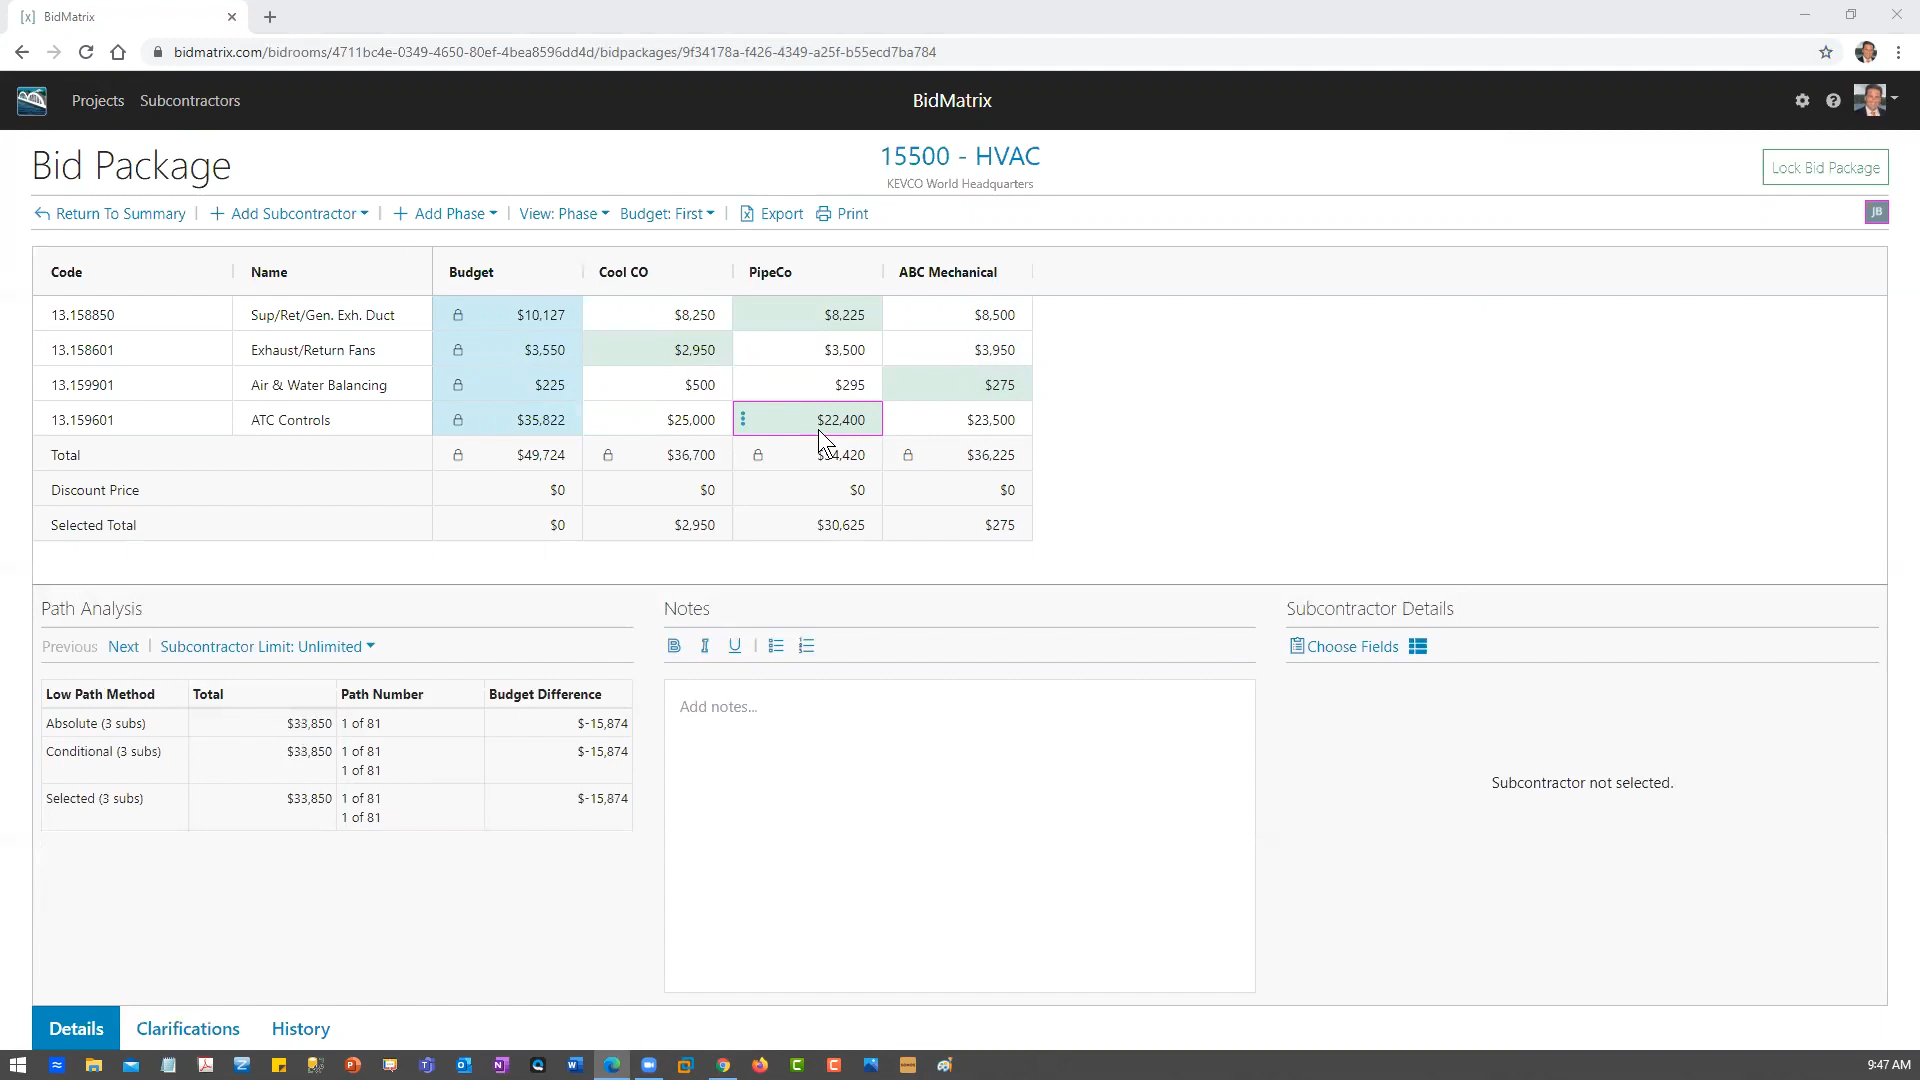 [x] BidMatrix
bidmatrix.com/bidrooms/4711bc4e-0349-4650-80ef-4bea8596dd4d/bidpackages/9f34178a-f426-4349-a25f-b55ecd7ba784
Projects Subcontractors BidMatrix
Bid Package
15500 - HVAC
KEVCO World Headquarters
Lock Bid Package
Return To Summary | + Add Subcontractor | + Add Phase | View: Phase Budget: First | Export Print JB
Code Name Budget Cool CO PipeCo ABC Mechanical
13.158850 Sup/Ret/Gen. Exh. Duct $10,127 $8,250 $8,225 $8,500
13.158601 Exhaust/Return Fans $3,550 $2,950 $3,500 $3,950
13.159901 Air & Water Balancing $225 $500 $295 $275
13.159601 ATC Controls $35,822 $25,000 $22,400 $23,500
Total $49,724 $36,700 4,420 $36,225
Discount Price $0 $0 $0 $0
Selected Total $0 $2,950 $30,625 $275
Path Analysis
Previous Next | Subcontractor Limit: Unlimited
Low Path Method Total Path Number Budget Difference
Absolute (3 subs) $33,850 1 of 81 $-15,874
Conditional (3 subs) $33,850 1 of 81 $-15,874
1 of 81
Selected (3 subs) $33,850 1 of 81 $-15,874
1 of 81
Notes
B I U
Add notes...
Subcontractor Details
Choose Fields
Subcontractor not selected.
Details Clarifications History
9:47 AM